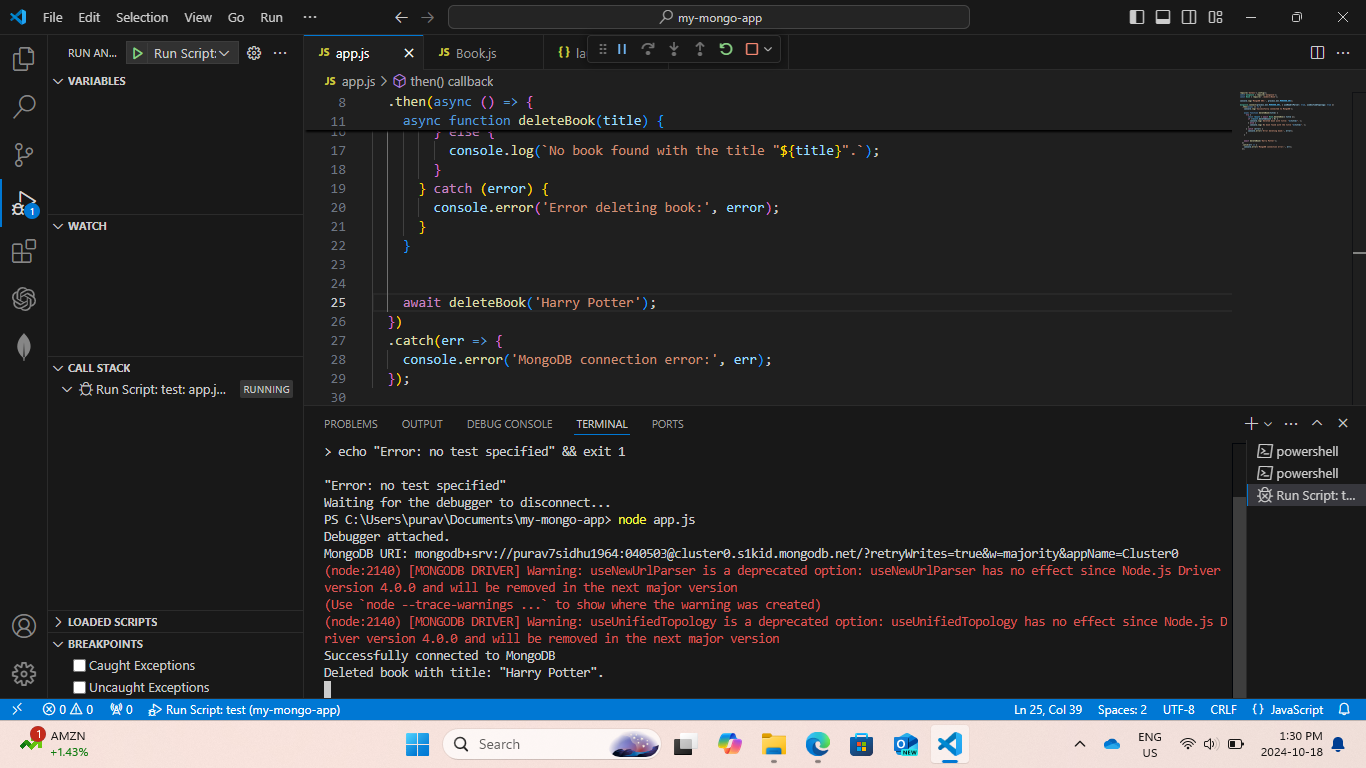 File Edit Selection View Go Run ··· my-mongo-app
RUN AN... Run Script: ···
JS app.js JS Book.js {} la
VARIABLES
JS app.js > then() callback
8 .then(async () => {
11 async function deleteBook(title) {
16 } else {
17 console.log(`No book found with the title "${title}".`);
18 }
19 } catch (error) {
20 console.error('Error deleting book:', error);
21 }
22 }
23
24
25 await deleteBook('Harry Potter');
26 })
27 .catch(err => {
28 console.error('MongoDB connection error:', err);
29 });
30
1
WATCH
CALL STACK
Run Script: test: app.j... RUNNING
LOADED SCRIPTS
BREAKPOINTS
Caught Exceptions
Uncaught Exceptions
PROBLEMS OUTPUT DEBUG CONSOLE TERMINAL PORTS
> echo "Error: no test specified" && exit 1
"Error: no test specified"
Waiting for the debugger to disconnect...
PS C:\Users\purav\Documents\my-mongo-app> node app.js
Debugger attached.
MongoDB URI: mongodb+srv://purav7sidhu1964:040503@cluster0.s1kid.mongodb.net/?retryWrites=true&w=majority&appName=Cluster0
(node:2140) [MONGODB DRIVER] Warning: useNewUrlParser is a deprecated option: useNewUrlParser has no effect since Node.js Driver
version 4.0.0 and will be removed in the next major version
(Use `node --trace-warnings ...` to show where the warning was created)
(node:2140) [MONGODB DRIVER] Warning: useUnifiedTopology is a deprecated option: useUnifiedTopology has no effect since Node.js D
river version 4.0.0 and will be removed in the next major version
Successfully connected to MongoDB
Deleted book with title: "Harry Potter".
powershell
powershell
Run Script: t...
0 0 0 Run Script: test (my-mongo-app) Ln 25, Col 39 Spaces: 2 UTF-8 CRLF {} JavaScript
1 AMZN
+1.43%
Search
NEW
ENG
US
1:30 PM
2024-10-18